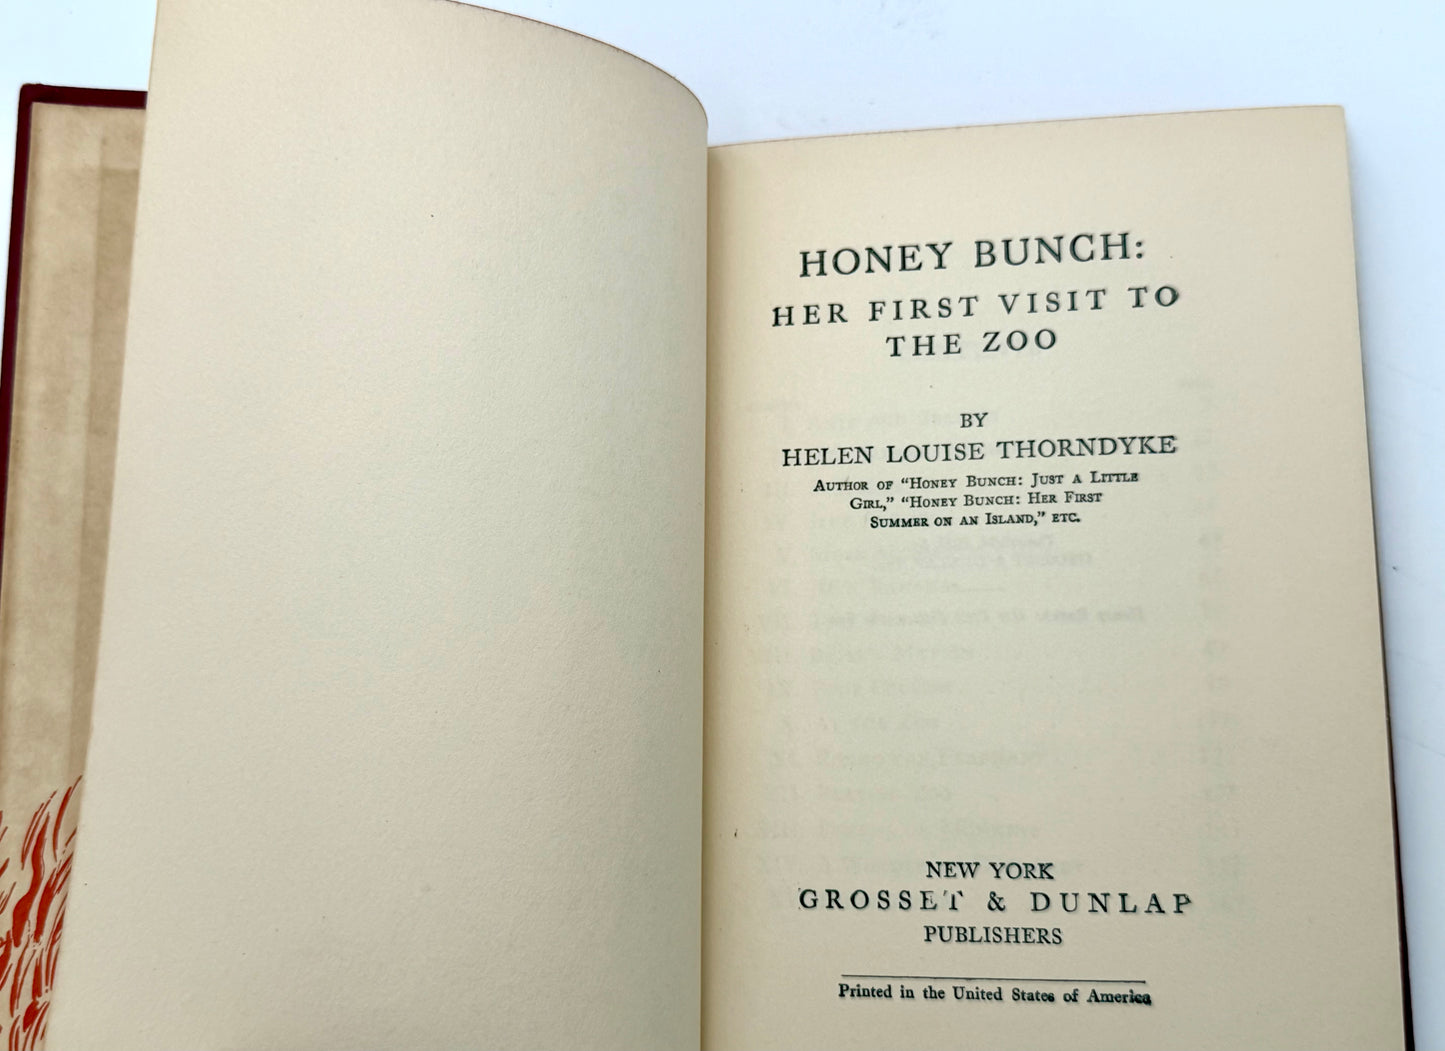 HONEY BUNCH:
HER FIRST VISIT TO
THE ZOO
BY
HELEN LOUISE THORNDYKE
AUTHOR OF "HONEY BUNCH: JUST A LITTLE
GIRL," "HONEY BUNCH: HER FIRST
SUMMER ON AN ISLAND," ETC.
NEW YORK
GROSSET & DUNLAP
PUBLISHERS
Printed in the United States of America